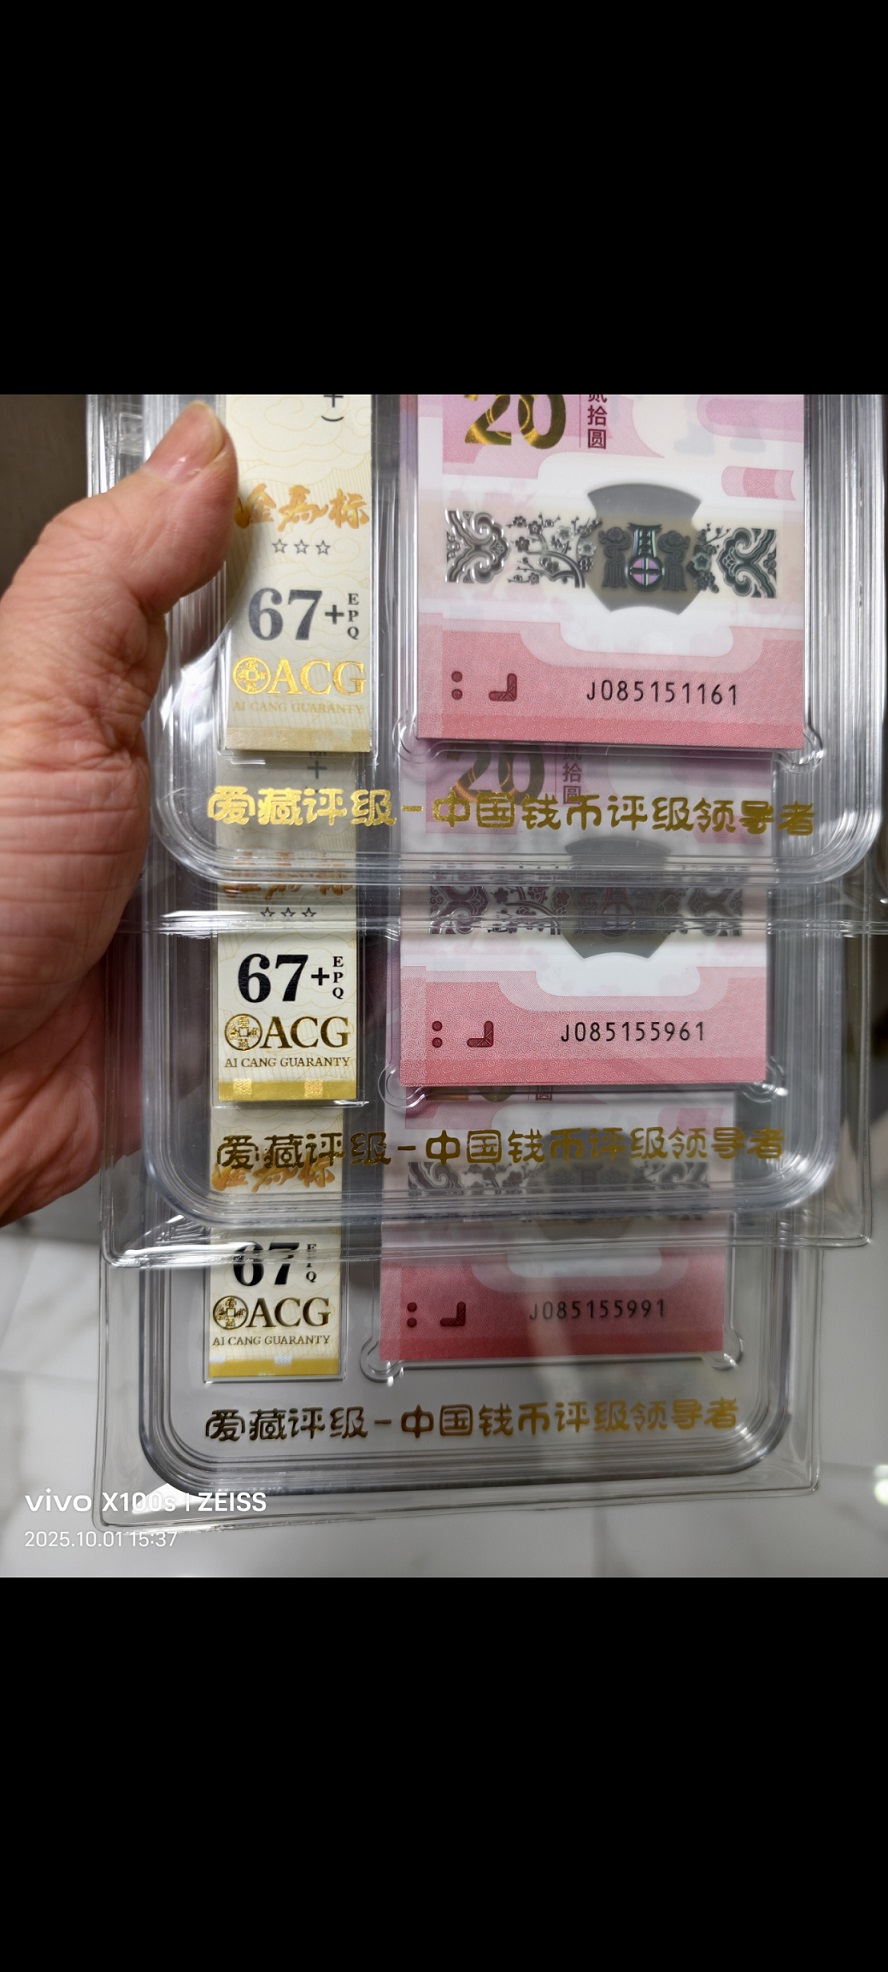 20
贰拾圆
金彪标
☆☆☆
67+EPQ
ACG
AI CANG GUARANTY
J085151161
爱藏评级-中国钱币评级领导者
20
拾圆
☆☆☆
67+EPQ
ACG
AI CANG GUARANTY
J085155961
爱藏评级-中国钱币评级领导者
67
ACG
AI CANG GUARANTY
J085155991
爱藏评级-中国钱币评级领导者
vivo X100s | ZEISS
2025.10.01 15:37